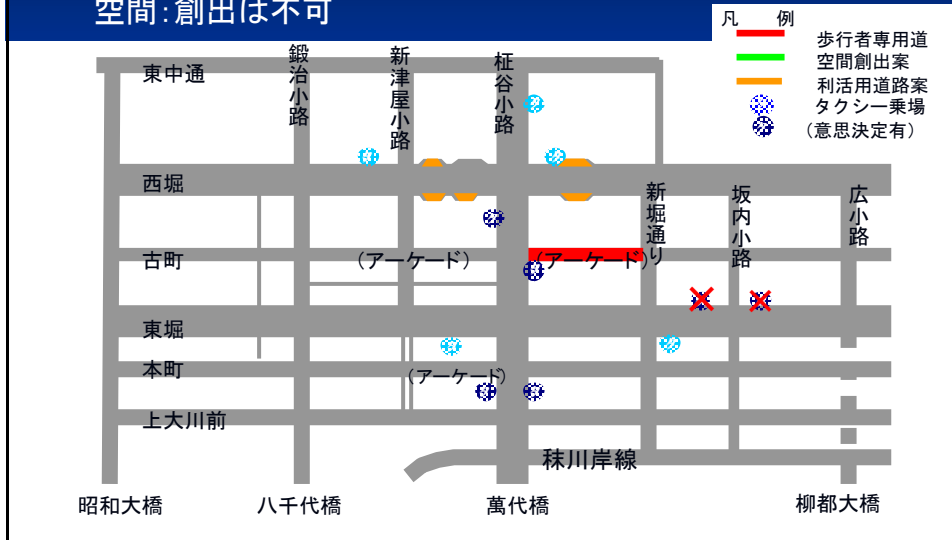 空間：創出は不可
凡　例
歩行者専用道
空間創出案
利活用道路案
タクシー乗場
（意思決定有）
鍛冶小路
新津屋小路
柾谷小路
東中通
西堀
新堀通り
坂内小路
広小路
古町
（アーケード）
（アーケード）
東堀
本町
（アーケード）
上大川前
秣川岸線
昭和大橋
八千代橋
萬代橋
柳都大橋